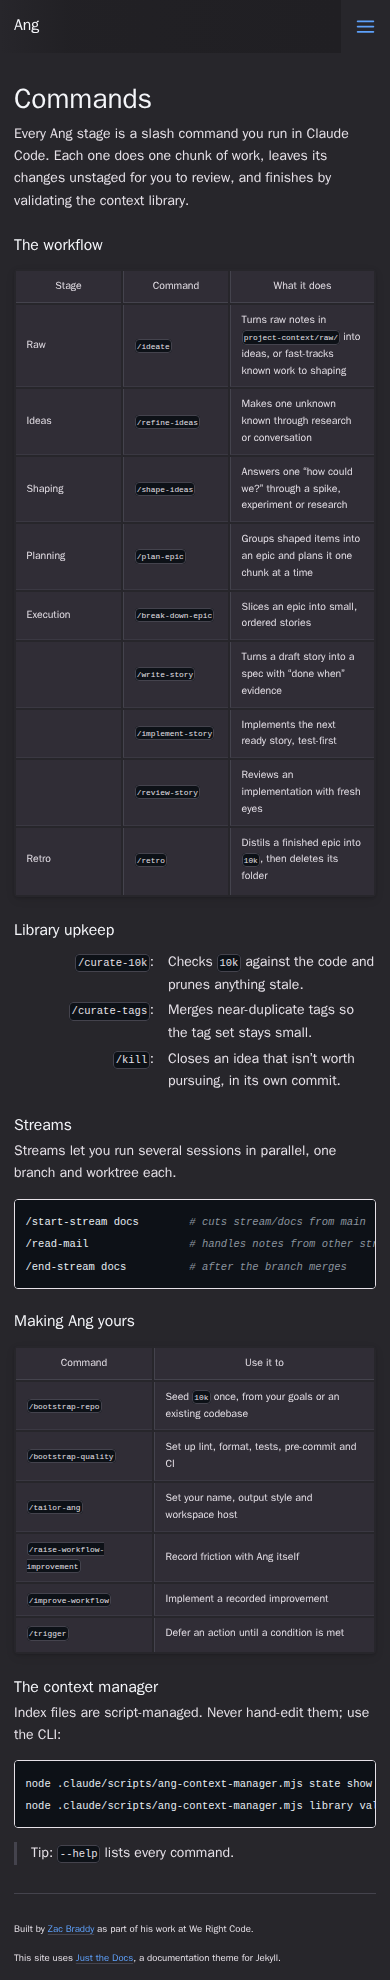 Ang
Commands
Every Ang stage is a slash command you run in Claude
Code. Each one does one chunk of work, leaves its
changes unstaged for you to review, and finishes by
validating the context library.
The workflow
Stage Command What it does
Raw /ideate Turns raw notes in
project-context/raw/ into
ideas, or fast-tracks
known work to shaping
Ideas /refine-ideas Makes one unknown
known through research
or conversation
Shaping /shape-ideas Answers one “how could
we?” through a spike,
experiment or research
Planning /plan-epic Groups shaped items into
an epic and plans it one
chunk at a time
Execution /break-down-epic Slices an epic into small,
ordered stories
/write-story Turns a draft story into a
spec with “done when”
evidence
/implement-story Implements the next
ready story, test-first
/review-story Reviews an
implementation with fresh
eyes
Retro /retro Distils a finished epic into
10k, then deletes its
folder
Library upkeep
/curate-10k: Checks 10k against the code and
prunes anything stale.
/curate-tags: Merges near-duplicate tags so
the tag set stays small.
/kill: Closes an idea that isn’t worth
pursuing, in its own commit.
Streams
Streams let you run several sessions in parallel, one
branch and worktree each.
/start-stream docs # cuts stream/docs from main
/read-mail # handles notes from other str
/end-stream docs # after the branch merges
Making Ang yours
Command Use it to
/bootstrap-repo Seed 10k once, from your goals or an
existing codebase
/bootstrap-quality Set up lint, format, tests, pre-commit and
CI
/tailor-ang Set your name, output style and
workspace host
/raise-workflow-
improvement Record friction with Ang itself
/improve-workflow Implement a recorded improvement
/trigger Defer an action until a condition is met
The context manager
Index files are script-managed. Never hand-edit them; use
the CLI:
node .claude/scripts/ang-context-manager.mjs state show
node .claude/scripts/ang-context-manager.mjs library val
Tip: --help lists every command.
Built by Zac Braddy as part of his work at We Right Code.
This site uses Just the Docs, a documentation theme for Jekyll.